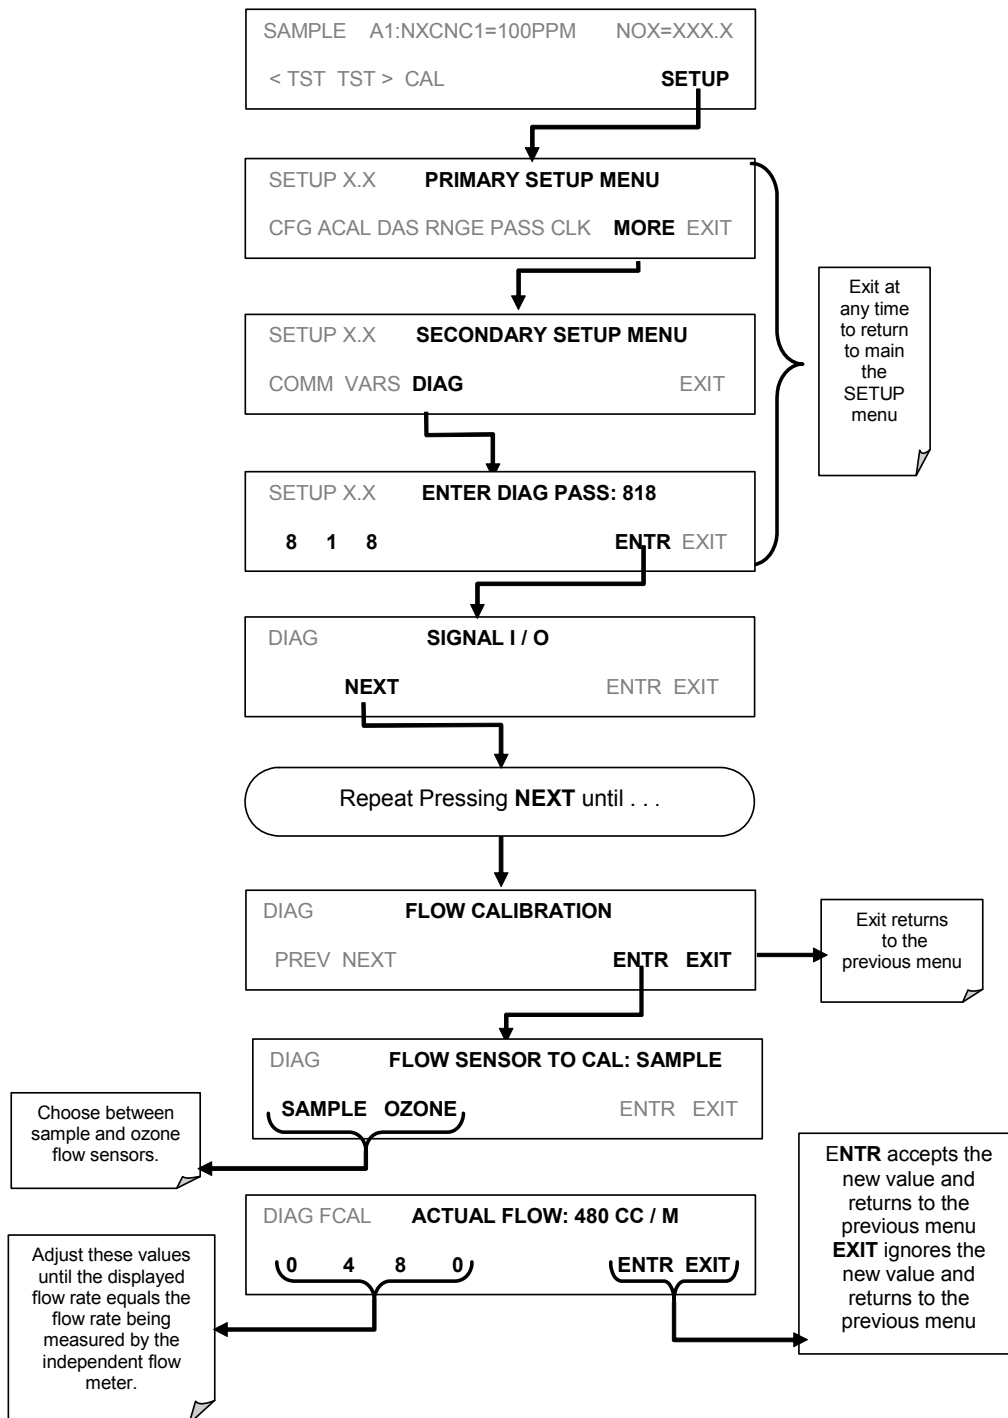 SAMPLE A1:NXCNC1=100PPM NOX=XXX.X
< TST TST > CAL SETUP
SETUP X.X PRIMARY SETUP MENU
CFG ACAL DAS RNGE PASS CLK MORE EXIT
Exit at
any time
to return
to main
the
SETUP
menu
SETUP X.X SECONDARY SETUP MENU
COMM VARS DIAG EXIT
SETUP X.X ENTER DIAG PASS: 818
8 1 8 ENTR EXIT
DIAG SIGNAL I / O
NEXT ENTR EXIT
Repeat Pressing NEXT until . . .
DIAG FLOW CALIBRATION
PREV NEXT ENTR EXIT
Exit returns
to the
previous menu
DIAG FLOW SENSOR TO CAL: SAMPLE
SAMPLE OZONE ENTR EXIT
Choose between
sample and ozone
flow sensors.
DIAG FCAL ACTUAL FLOW: 480 CC / M
0 4 8 0 ENTR EXIT
Adjust these values
until the displayed
flow rate equals the
flow rate being
measured by the
independent flow
meter.
ENTR accepts the
new value and
returns to the
previous menu
EXIT ignores the
new value and
returns to the
previous menu